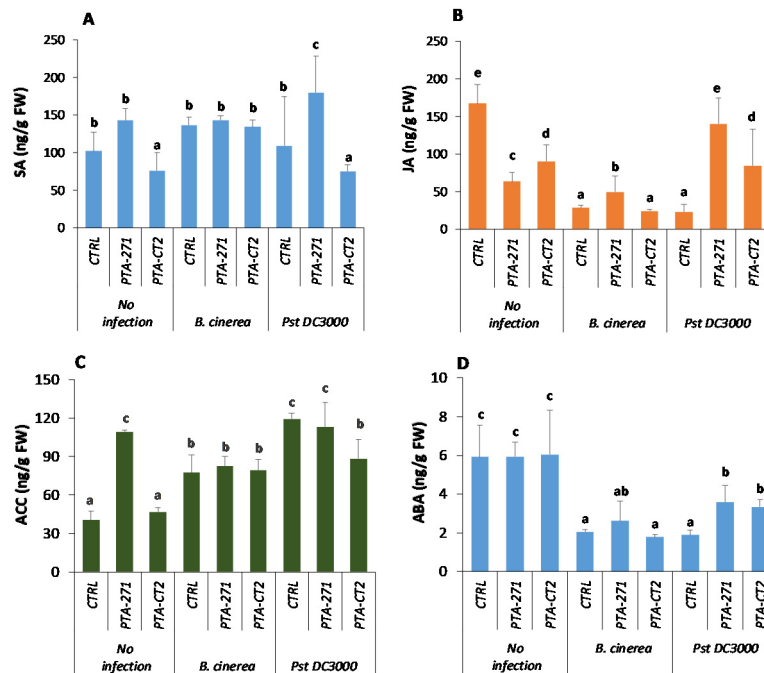 A
SA (ng/g FW)
250
200
150
100
50
0
b
b
a
b
b
b
b
c
a
CTRL
PTA-271
PTA-CT2
CTRL
PTA-271
PTA-CT2
CTRL
PTA-271
PTA-CT2
No
infection
B. cinerea
Pst DC3000
B
JA (ng/g FW)
250
200
150
100
50
0
e
c
d
a
b
a
a
e
d
CTRL
PTA-271
PTA-CT2
CTRL
PTA-271
PTA-CT2
CTRL
PTA-271
PTA-CT2
No
infection
B. cinerea
Pst DC3000
C
ACC (ng/g FW)
150
120
90
60
30
0
a
c
a
b
b
b
c
c
b
CTRL
PTA-271
PTA-CT2
CTRL
PTA-271
PTA-CT2
CTRL
PTA-271
PTA-CT2
No
infection
B. cinerea
Pst DC3000
D
ABA (ng/g FW)
10
8
6
4
2
0
c
c
c
a
ab
a
a
b
b
CTRL
PTA-271
PTA-CT2
CTRL
PTA-271
PTA-CT2
CTRL
PTA-271
PTA-CT2
No
infection
B. cinerea
Pst DC3000